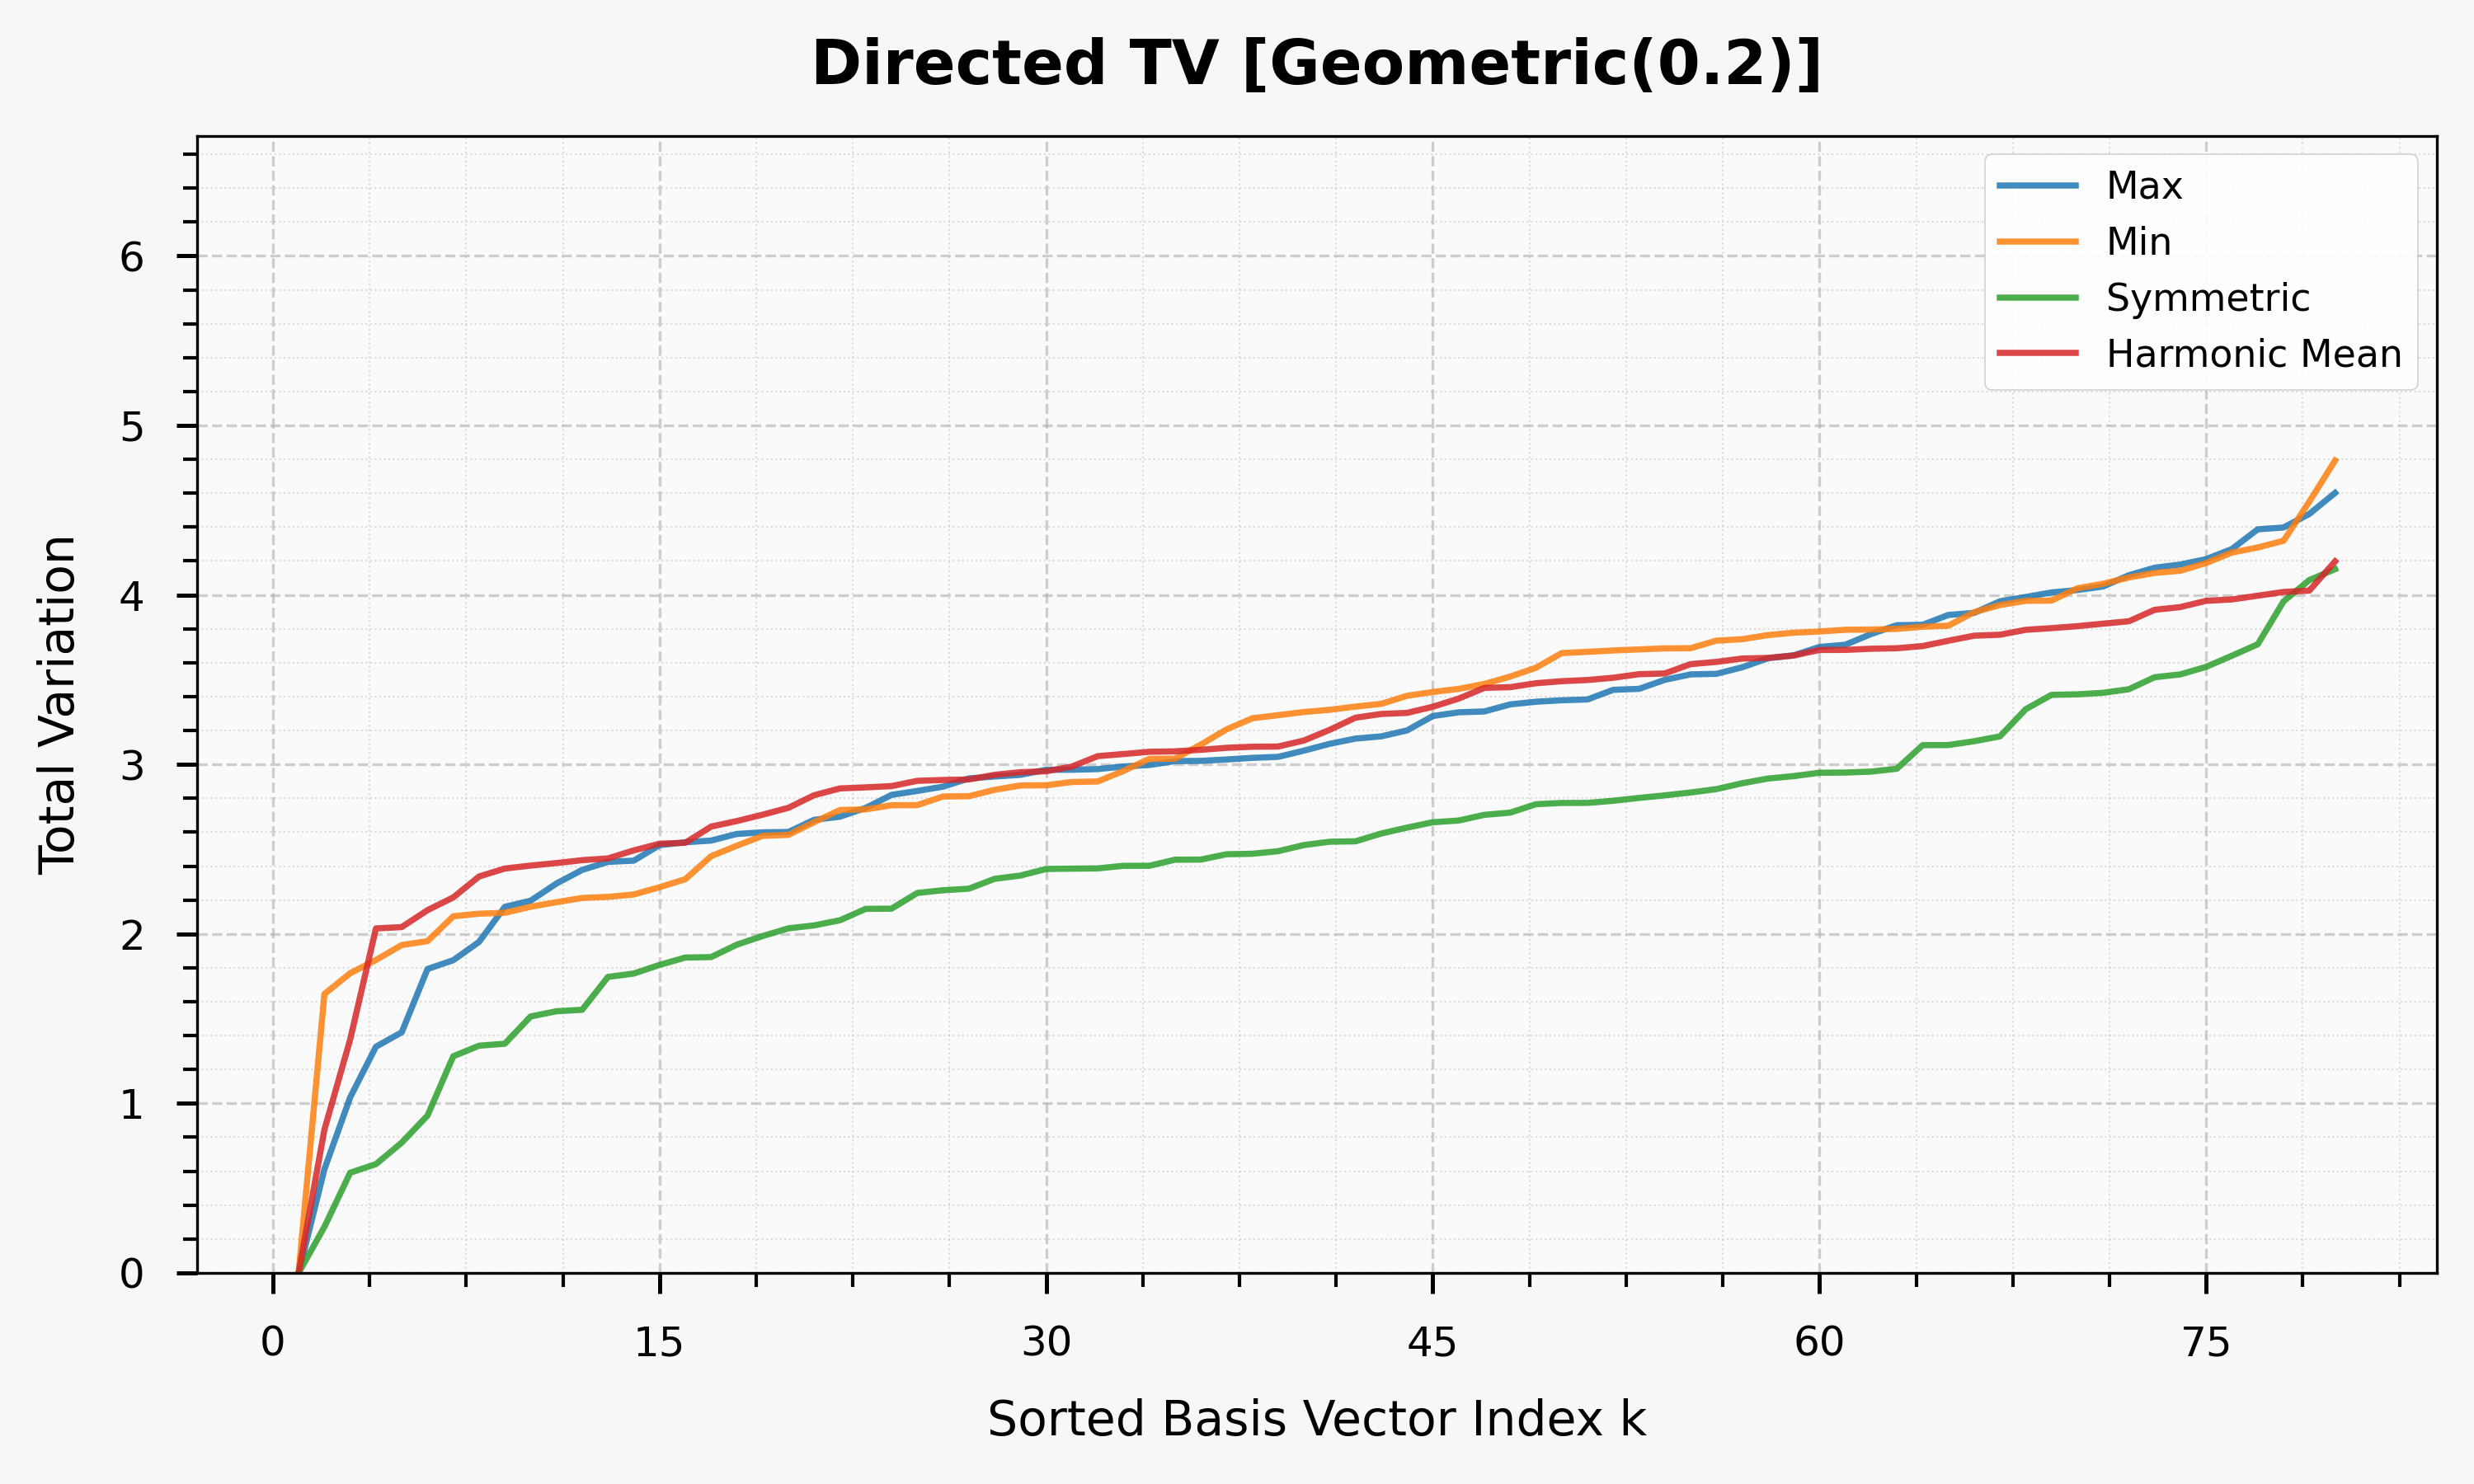 Directed TV [Geometric(0.2)]
Max
Min
Symmetric
Harmonic Mean
6
5
4
3
2
1
0
Total Variation
0 15 30 45 60 75
Sorted Basis Vector Index k